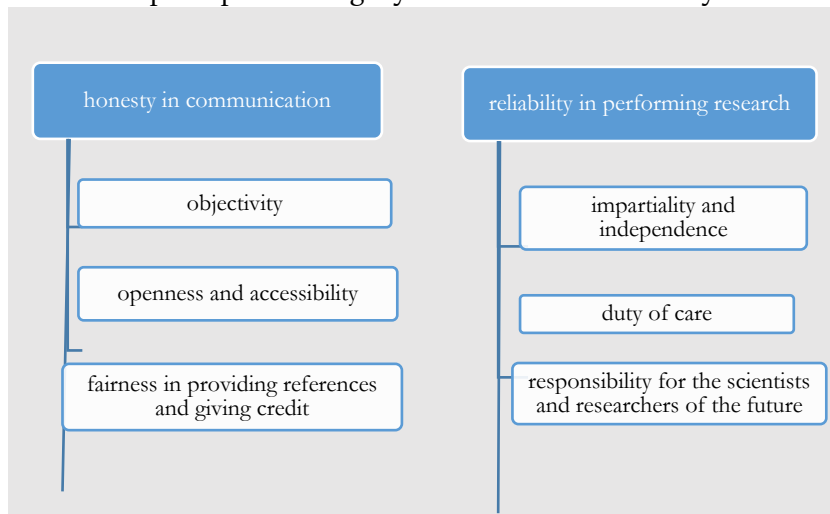 honesty in communication
objectivity
openness and accessibility
fairness in providing references
and giving credit
reliability in performing research
impartiality and
independence
duty of care
responsibility for the scientists
and researchers of the future